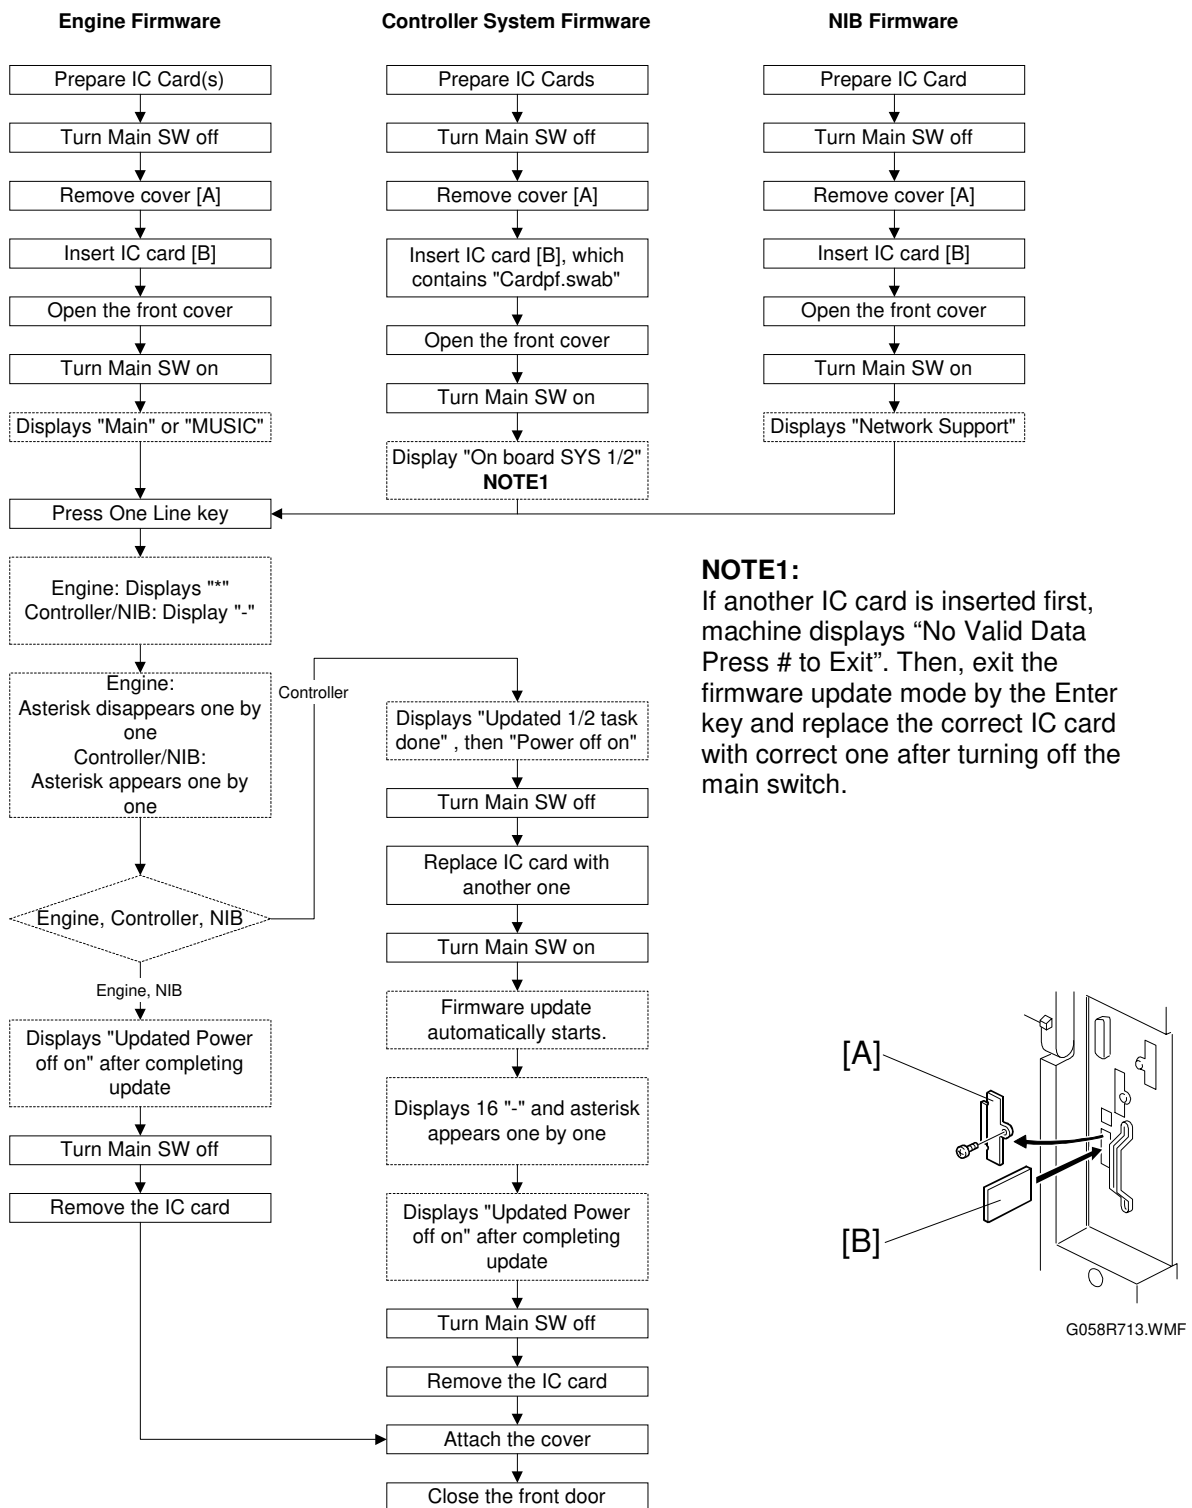 Engine Firmware
Prepare IC Card(s)
Turn Main SW off
Remove cover [A]
Insert IC card [B]
Open the front cover
Turn Main SW on
Displays "Main" or "MUSIC"
Controller System Firmware
Prepare IC Cards
Turn Main SW off
Remove cover [A]
Insert IC card [B], which
contains "Cardpf.swab"
Open the front cover
Turn Main SW on
Display "On board SYS 1/2"
NOTE1
NIB Firmware
Prepare IC Card
Turn Main SW off
Remove cover [A]
Insert IC card [B]
Open the front cover
Turn Main SW on
Displays "Network Support"
Press One Line key
Engine: Displays "*"
Controller/NIB: Display "-"
Engine:
Asterisk disappears one by
one
Controller/NIB:
Asterisk appears one by
one
Engine, Controller, NIB
Engine, NIB
Displays "Updated Power
off on" after completing
update
Turn Main SW off
Remove the IC card
Controller
Displays "Updated 1/2 task
done" , then "Power off on"
Turn Main SW off
Replace IC card with
another one
Turn Main SW on
Firmware update
automatically starts.
Displays 16 "-" and asterisk
appears one by one
Displays "Updated Power
off on" after completing
update
Turn Main SW off
Remove the IC card
Attach the cover
Close the front door
NOTE1:
If another IC card is inserted first,
machine displays “No Valid Data
Press # to Exit”. Then, exit the
firmware update mode by the Enter
key and replace the correct IC card
with correct one after turning off the
main switch.
[A]
[B]
G058R713.WMF